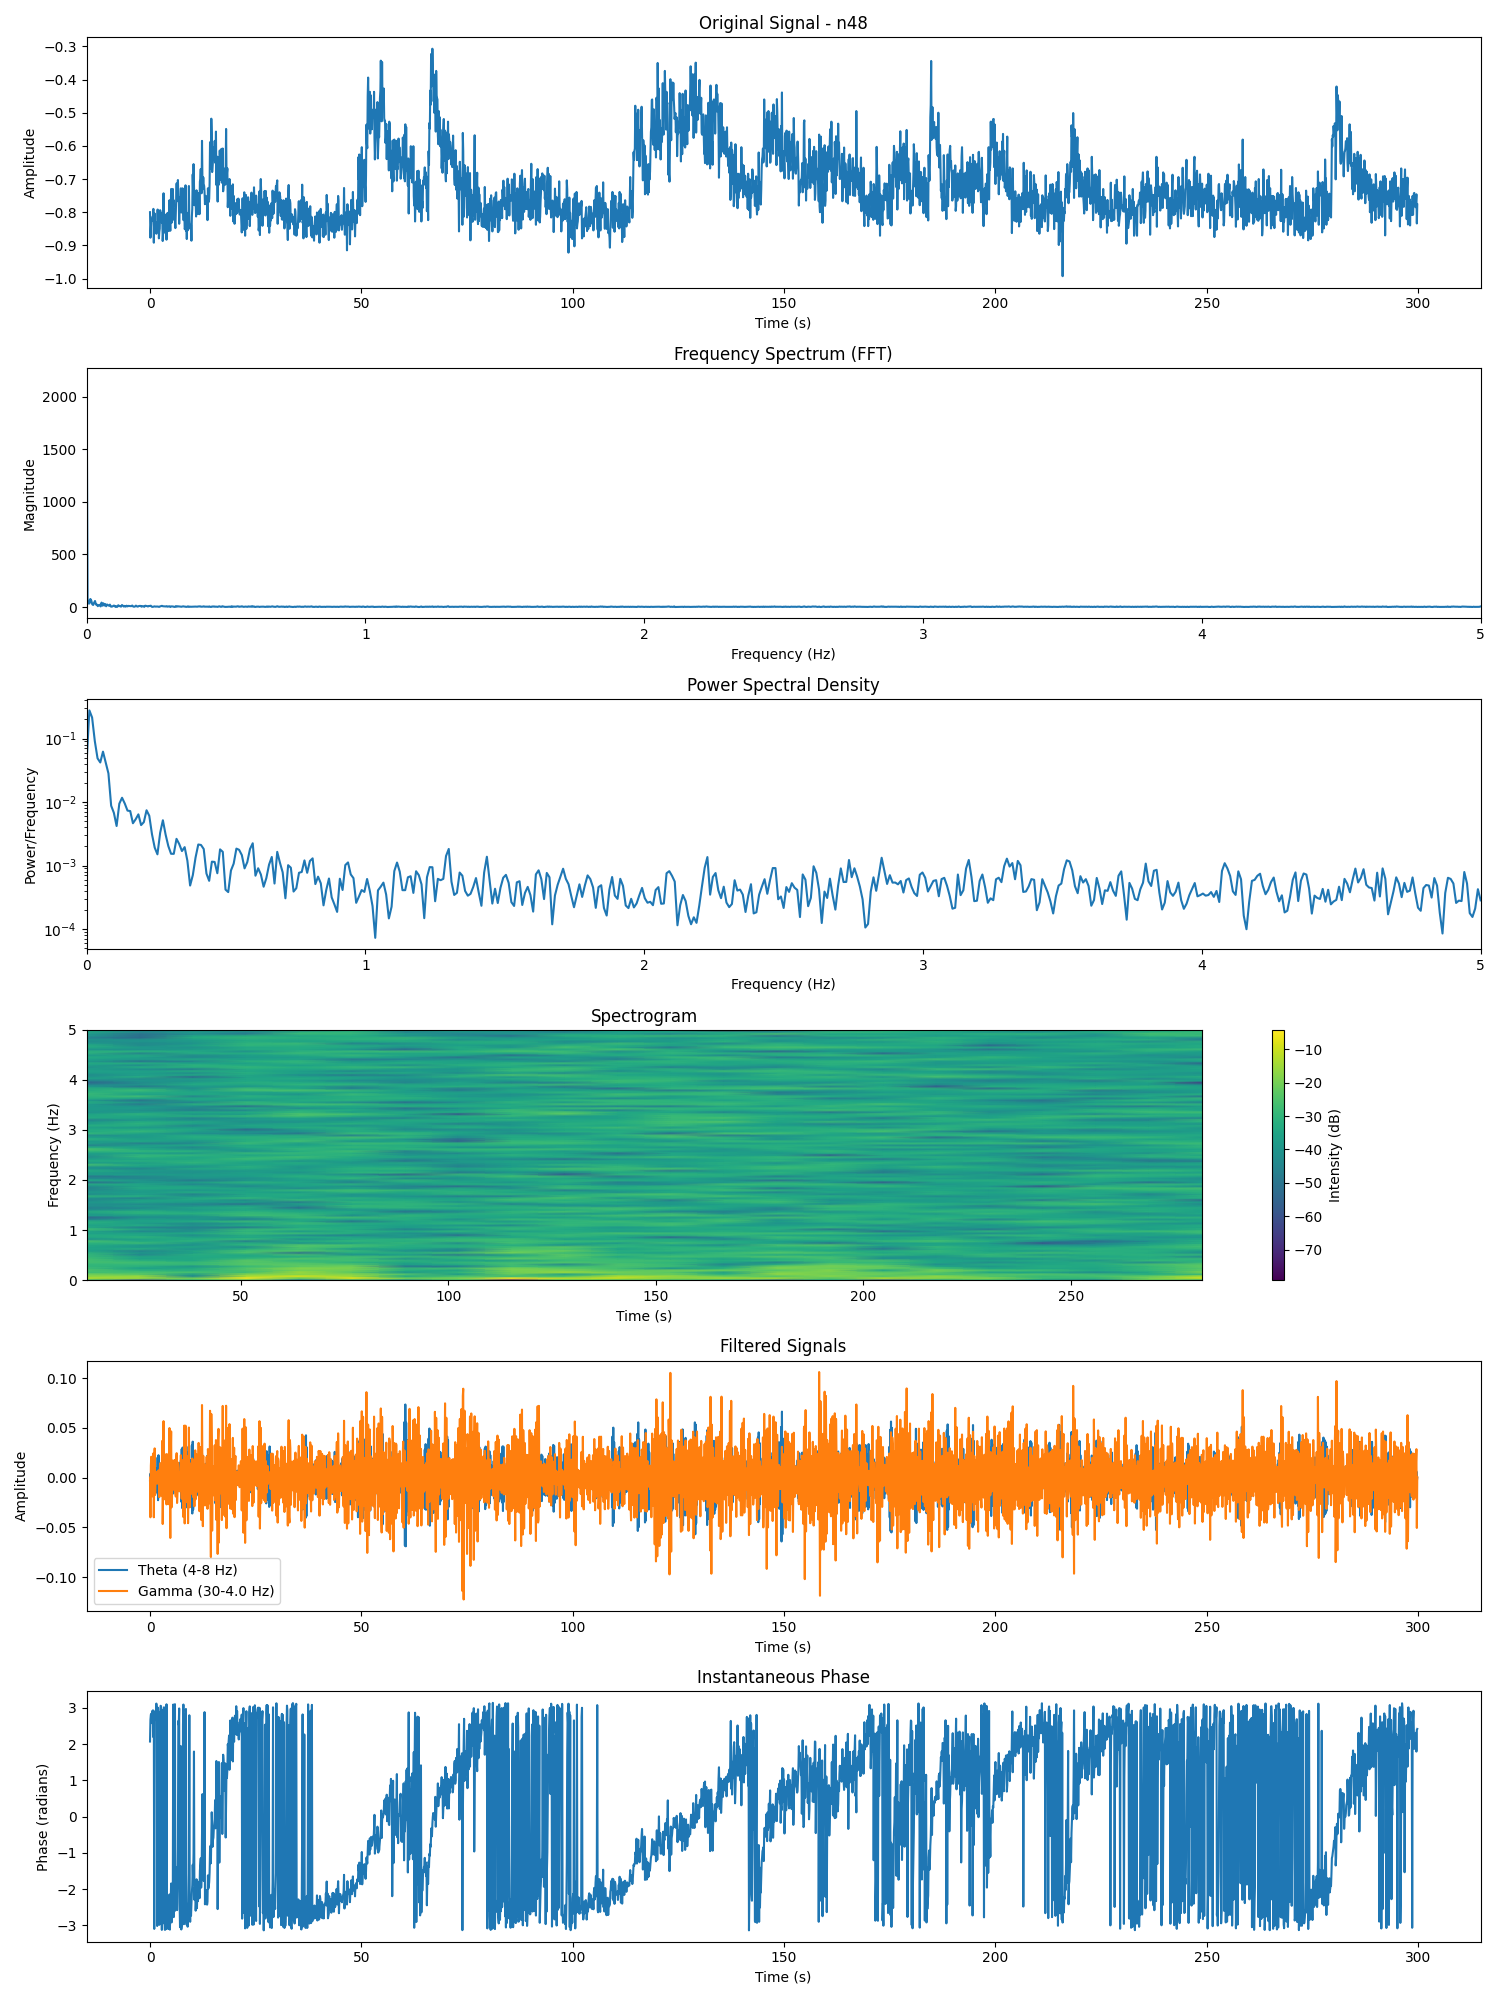 Original Signal - n48
Amplitude
−0.3
−0.4
−0.5
−0.6
−0.7
−0.8
−0.9
−1.0
0 50 100 150 200 250 300
Time (s)
Frequency Spectrum (FFT)
Magnitude
2000
1500
1000
500
0
0 1 2 3 4 5
Frequency (Hz)
Power Spectral Density
Power/Frequency
10⁻¹
10⁻²
10⁻³
10⁻⁴
0 1 2 3 4 5
Frequency (Hz)
Spectrogram
Frequency (Hz)
5
4
3
2
1
0
50 100 150 200 250
Time (s)
−10
−20
−30
−40
−50
−60
−70
Intensity (dB)
Filtered Signals
Amplitude
0.10
0.05
0.00
−0.05
−0.10
Theta (4-8 Hz)
Gamma (30-4.0 Hz)
0 50 100 150 200 250 300
Time (s)
Instantaneous Phase
Phase (radians)
3
2
1
0
−1
−2
−3
0 50 100 150 200 250 300
Time (s)